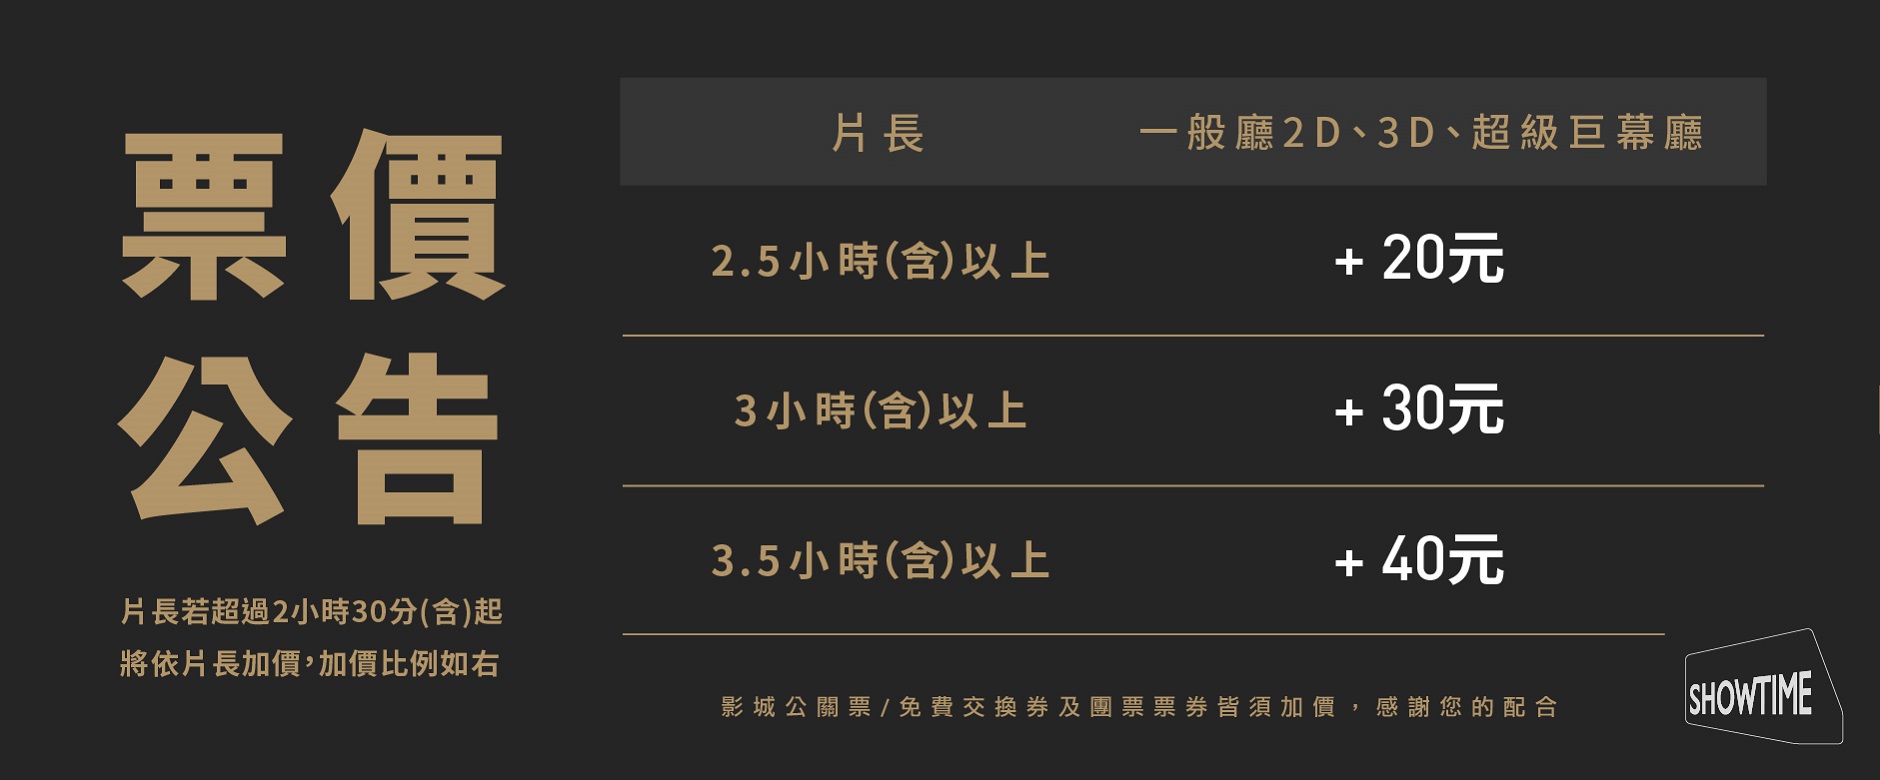 票價
公告
片長若超過2小時30分(含)起
將依片長加價，加價比例如右
片長 一般廳2D、3D、超級巨幕廳
2.5小時(含)以上 + 20元
3小時(含)以上 + 30元
3.5小時(含)以上 + 40元
影城公關票/免費交換券及團票票券皆須加價，感謝您的配合
SHOWTIME